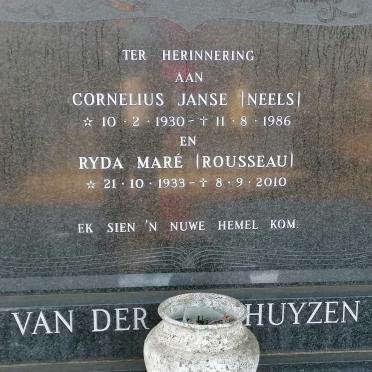 TER HERINNERING
AAN
CORNELIUS JANSE |NEELS|
☆ 10 · 2 · 1930 - ✝ 11 · 8 · 1986
EN
RYDA MARÉ |ROUSSEAU|
☆ 21 · 10 · 1933 - ✝ 8 · 9 · 2010
EK SIEN 'N NUWE HEMEL KOM.
VAN DER HUYZEN